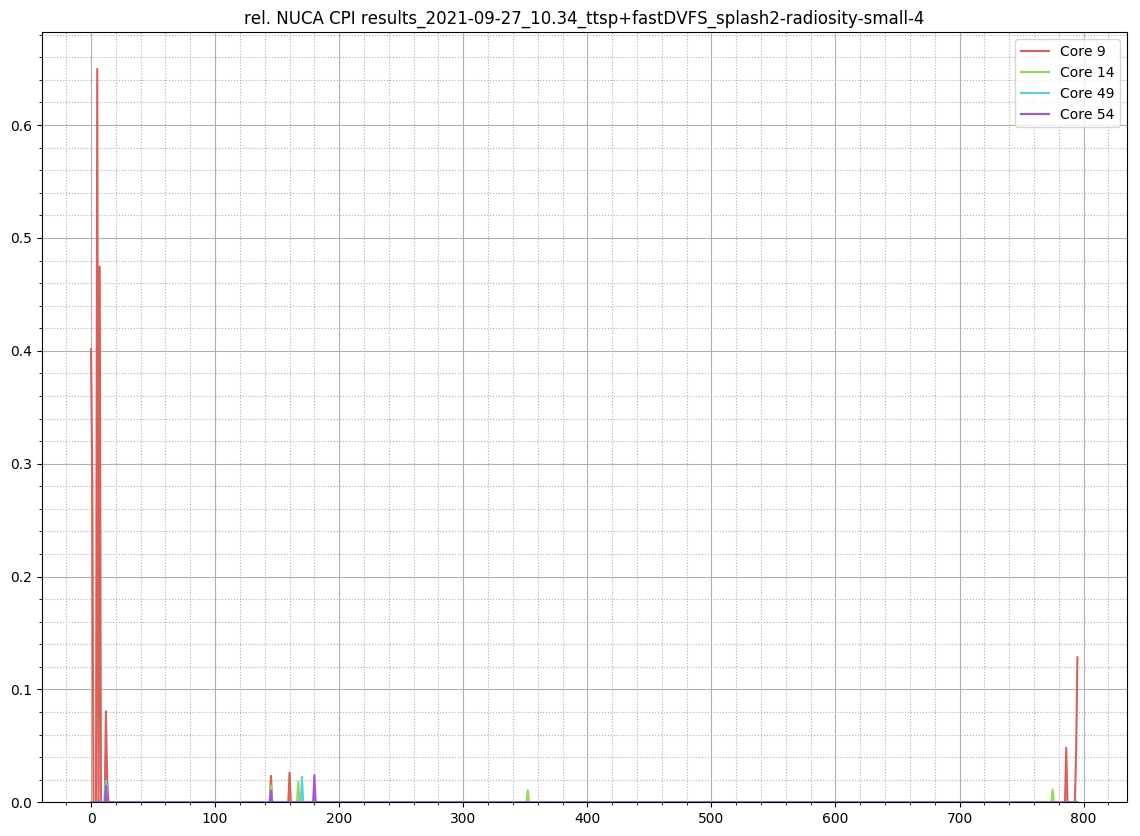 rel. NUCA CPI results_2021-09-27_10.34_ttsp+fastDVFS_splash2-radiosity-small-4
Core 9
Core 14
Core 49
Core 54
0.6
0.5
0.4
0.3
0.2
0.1
0.0
0 100 200 300 400 500 600 700 800